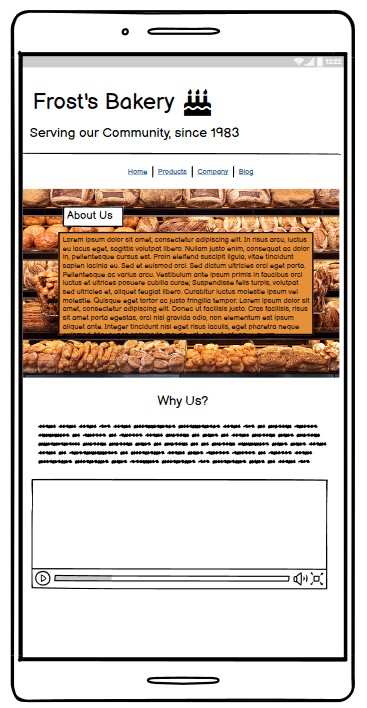 12:22
Frost's Bakery
Serving our Community, since 1983
Home | Products | Company | Blog
About Us
Lorem ipsum dolor sit amet, consectetur adipiscing elit. In risus arcu, luctus
eu lacus eget, suscipit ornare libero. Nullam justo enim, consequat ac dolor
in, pellentesque cursus est. Proin eleifend suscipit ligula, vitae tincidunt
sapien lacinia eu. Sed at euismod orci. Sed dictum ultricies orci eget porta.
Pellentesque ac varius arcu. Vestibulum ante ipsum primis in faucibus orci
luctus et ultrices posuere cubilia curae; Suspendisse felis turpis, volutpat
sed ultricies et, aliquet feugiat libero. Curabitur luctus molestie ipsum vel
molestie. Quisque eget tortor ac justo fringilla tempor. Lorem ipsum dolor sit
amet, consectetur adipiscing elit. Donec ut facilisis justo. Cras facilisis, risus
sit amet porta egestas, orci nisl gravida odio, non elementum est ipsum
aliquet ante. Integer tincidunt nisi eget risus iaculis, eget pharetra neque
Why Us?